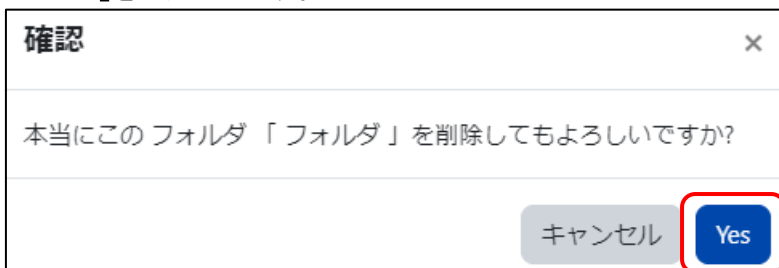 確認
×
本当にこの フォルダ 「 フォルダ 」 を削除してもよろしいですか?
キャンセル Yes